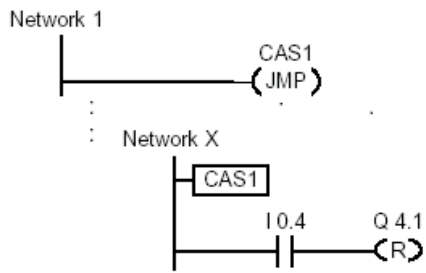 Network 1
CAS1
JMP
Network X
CAS1
I 0.4 Q 4.1
R